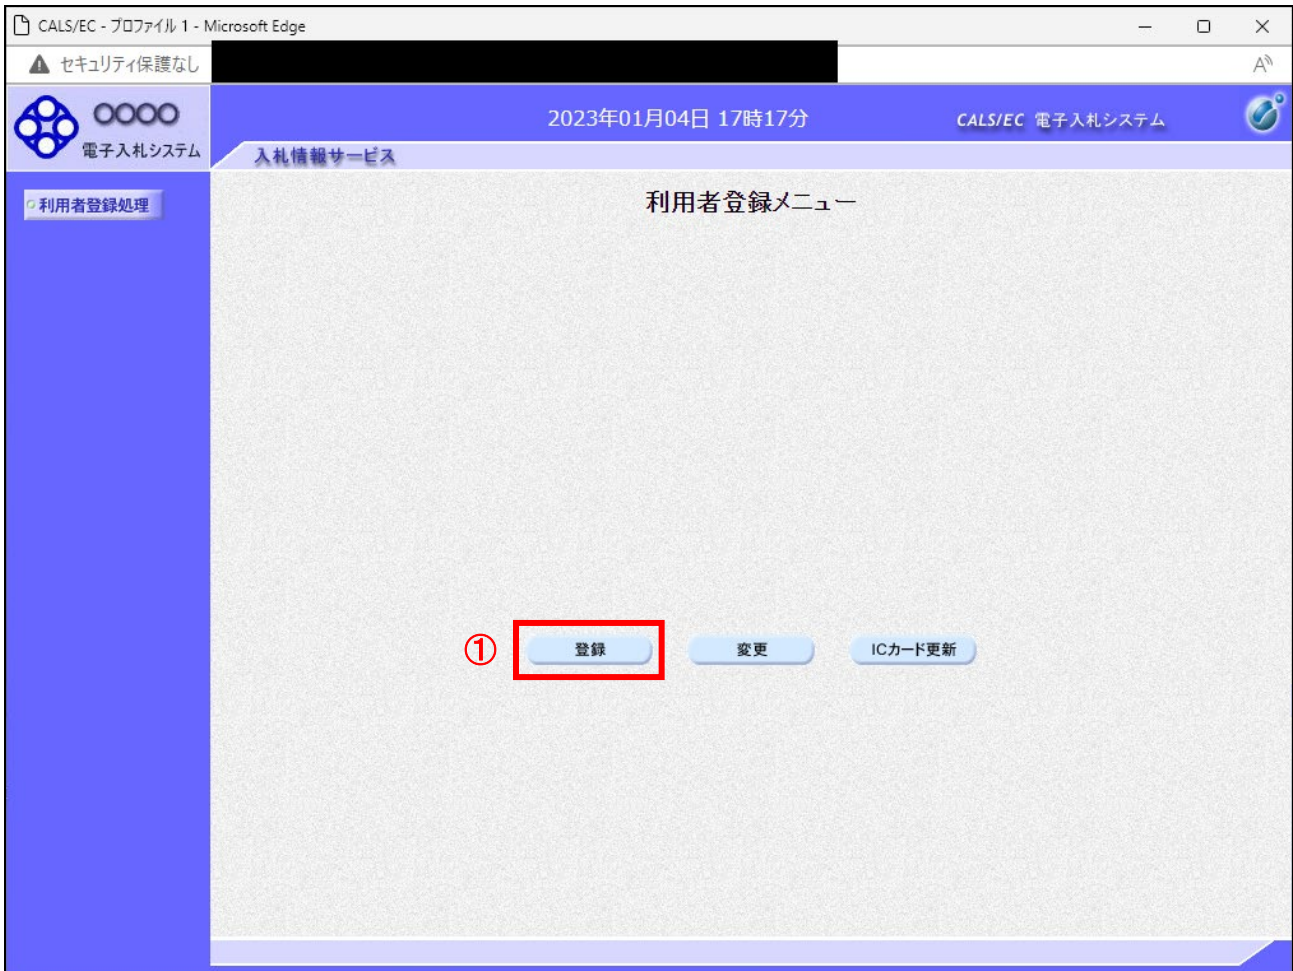 CALS/EC - プロファイル 1 - Microsoft Edge
セキュリティ保護なし
〇〇〇〇
電子入札システム
2023年01月04日 17時17分
CALS/EC 電子入札システム
入札情報サービス
利用者登録処理
利用者登録メニュー
①
登録
変更
ICカード更新